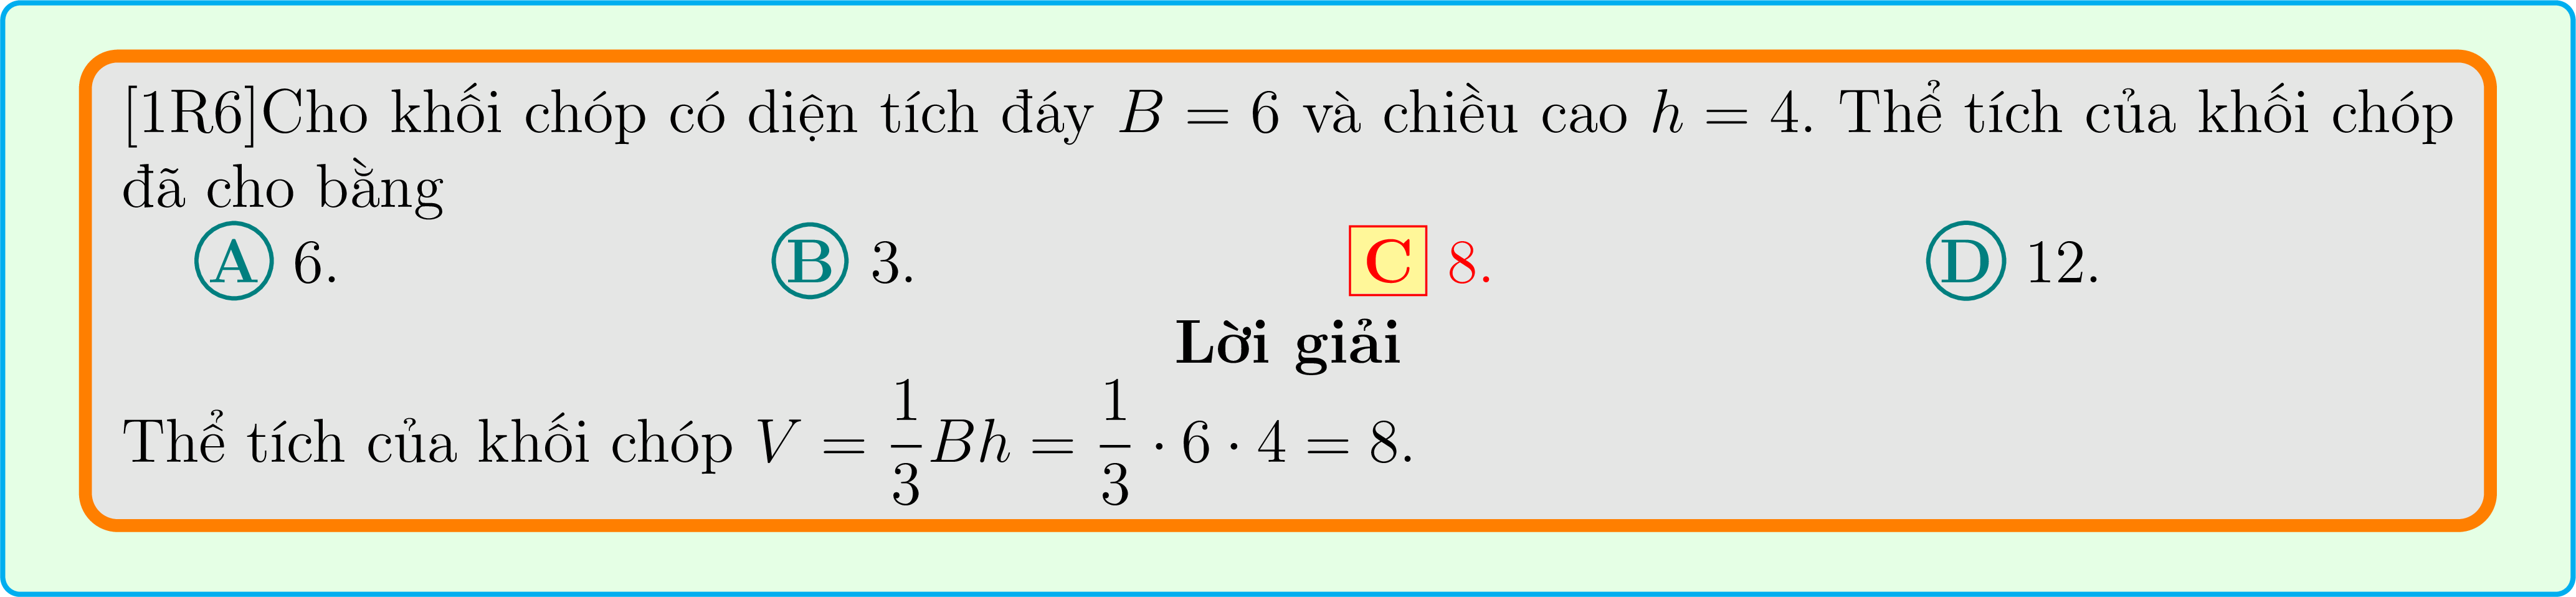 [1R6]Cho khối chóp có diện tích đáy B = 6 và chiều cao h = 4. Thể tích của khối chóp
đã cho bằng
A 6. B 3. C 8. D 12.
Lời giải
Thể tích của khối chóp V = \frac{1}{3}Bh = \frac{1}{3} · 6 · 4 = 8.